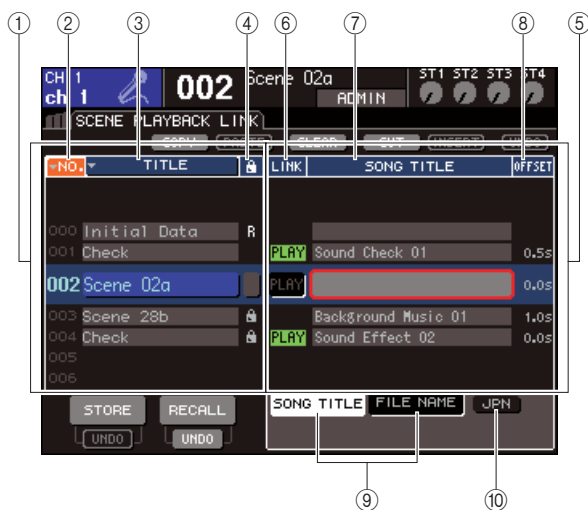 ① ② ③ ④ ⑥ ⑦ ⑧ ⑤
CH 1 002 Scene 02a ST1 ST2 ST3 ST4
ch 1 ADMIN
SCENE PLAYBACK LINK
COPY PASTE CLEAR CUT INSERT UNDO
NO. TITLE LINK SONG TITLE OFFSET
000 Initial Data R
001 Check PLAY Sound Check 01 0.5s
002 Scene 02a PLAY 0.0s
003 Scene 28b Background Music 01 1.0s
004 Check PLAY Sound Effect 02 0.0s
005
006
STORE RECALL SONG TITLE FILE NAME JPN
UNDO UNDO
⑨ ⑩